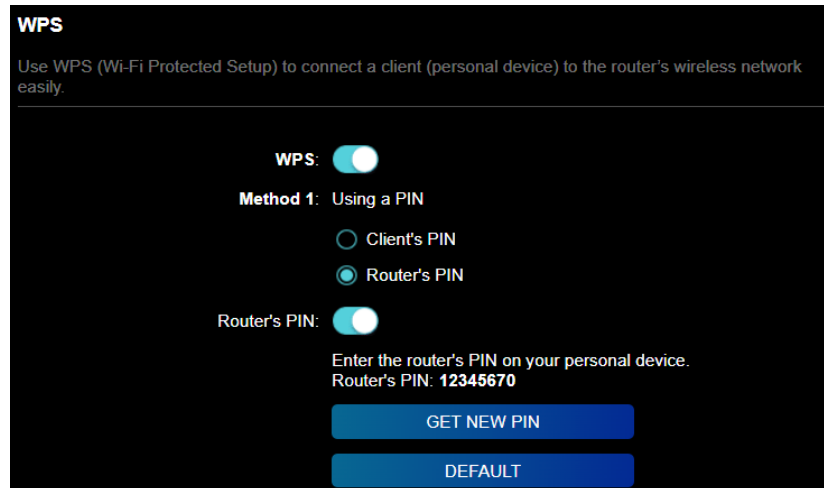 WPS
Use WPS (Wi-Fi Protected Setup) to connect a client (personal device) to the router's wireless network
easily.
WPS:
Method 1: Using a PIN
Client's PIN
Router's PIN
Router's PIN:
Enter the router's PIN on your personal device.
Router's PIN: 12345670
GET NEW PIN
DEFAULT